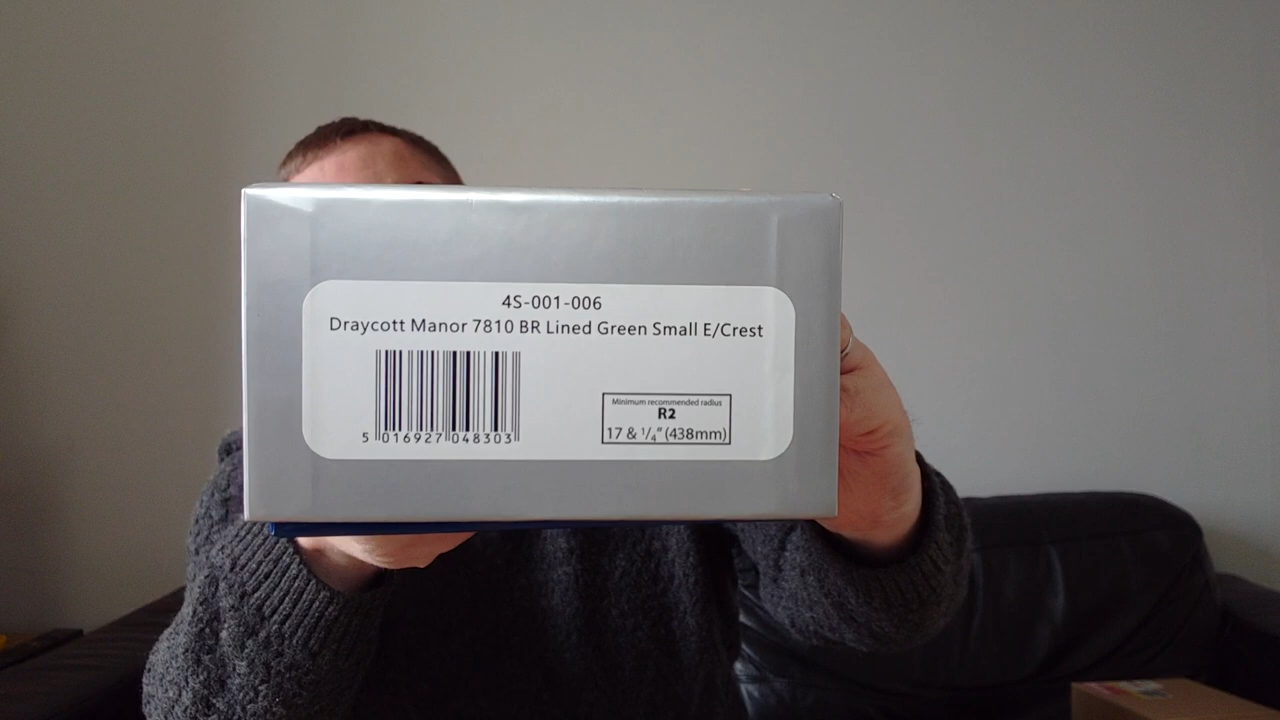 4S-001-006
Draycott Manor 7810 BR Lined Green Small E/Crest
5 016927 048303
Minimum recommended radius
R2
17 & 1/4" (438mm)